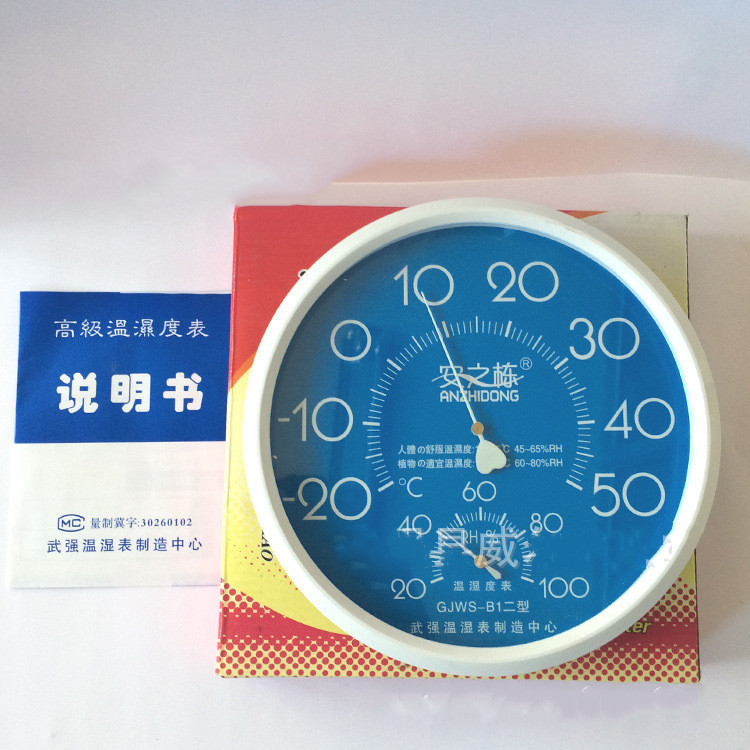 高級溫濕度表
说明书
MC 量制冀字:30260102
武强温湿表制造中心
-20
-10
0
10
20
30
40
50
安之栋®
ANZHIDONG
人體の舒服溫濕度:
℃ 45-65%RH
植物の適宜溫濕度:
℃ 60-80%RH
°C
20
40
60
80
100
RH %
温湿度表
GJWS-B1二型
武强温湿表制造中心